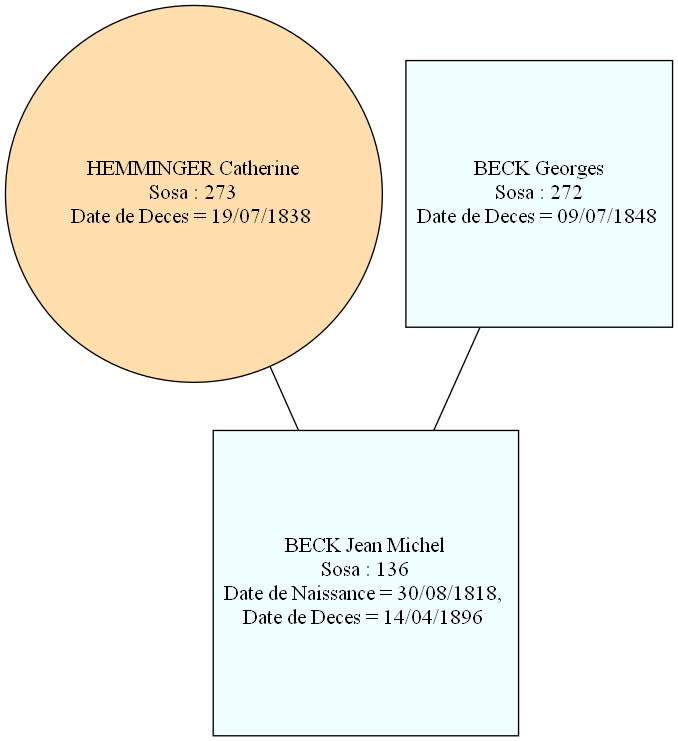 HEMMINGER Catherine
Sosa : 273
Date de Deces = 19/07/1838
BECK Georges
Sosa : 272
Date de Deces = 09/07/1848
BECK Jean Michel
Sosa : 136
Date de Naissance = 30/08/1818,
Date de Deces = 14/04/1896